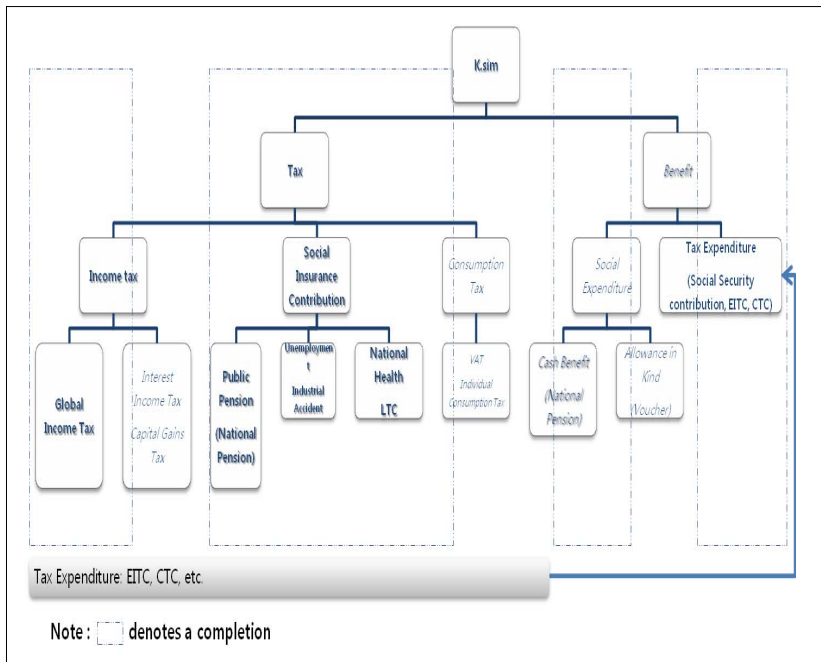 K.sim
Tax
Benefit
Income tax
Social
Insurance
Contribution
Consumption
Tax
Social
Expenditure
Tax Expenditure
(Social Security
contribution, EITC, CTC)
Global
Income Tax
Interest
Income Tax
Capital Gains
Tax
Public
Pension
(National
Pension)
Unemploymen
t
Industrial
Accident
National
Health
LTC
VAT
Individual
Consumption Tax
Cash Benefit
(National
Pension)
Allowance in
Kind
(Voucher)
Tax Expenditure: EITC, CTC, etc.
Note : denotes a completion